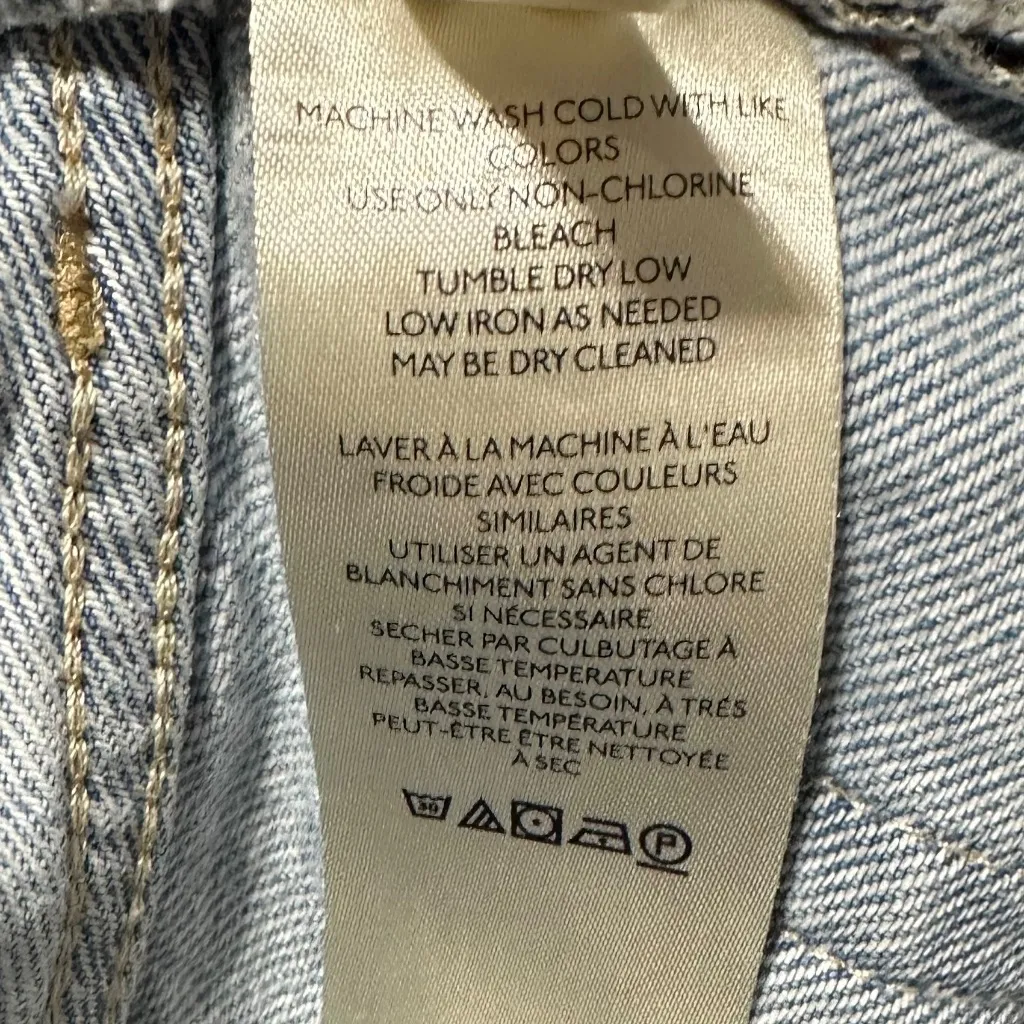 MACHINE WASH COLD WITH LIKE
COLORS
USE ONLY NON-CHLORINE
BLEACH
TUMBLE DRY LOW
LOW IRON AS NEEDED
MAY BE DRY CLEANED
LAVER À LA MACHINE À L'EAU
FROIDE AVEC COULEURS
SIMILAIRES
UTILISER UN AGENT DE
BLANCHIMENT SANS CHLORE
SI NÉCESSAIRE
SECHER PAR CULBUTAGE À
BASSE TEMPERATURE
REPASSER, AU BESOIN, À TRÉS
BASSE TEMPÉRATURE
PEUT-ÊTRE ÊTRE NETTOYÉE
À SEC
30 P